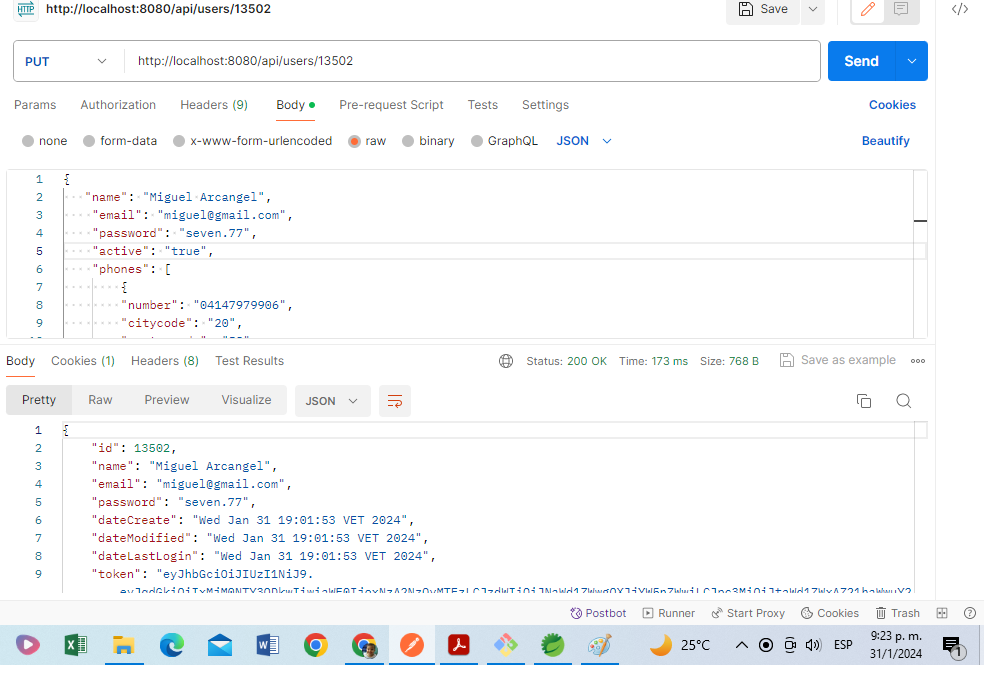 HTTP http://localhost:8080/api/users/13502 Save </>
PUT http://localhost:8080/api/users/13502 Send
Params Authorization Headers (9) Body Pre-request Script Tests Settings Cookies
none form-data x-www-form-urlencoded raw binary GraphQL JSON Beautify
1 {
2 "name": "Miguel Arcangel",
3 "email": "miguel@gmail.com",
4 "password": "seven.77",
5 "active": "true",
6 "phones": [
7 {
8 "number": "04147979906",
9 "citycode": "20",
Body Cookies (1) Headers (8) Test Results Status: 200 OK Time: 173 ms Size: 768 B Save as example
Pretty Raw Preview Visualize JSON
1 {
2 "id": 13502,
3 "name": "Miguel Arcangel",
4 "email": "miguel@gmail.com",
5 "password": "seven.77",
6 "dateCreate": "Wed Jan 31 19:01:53 VET 2024",
7 "dateModified": "Wed Jan 31 19:01:53 VET 2024",
8 "dateLastLogin": "Wed Jan 31 19:01:53 VET 2024",
9 "token": "eyJhbGciOiJIUzI1NiJ9.
Postbot Runner Start Proxy Cookies Trash
25°C ESP 9:23 p. m.
31/1/2024 1